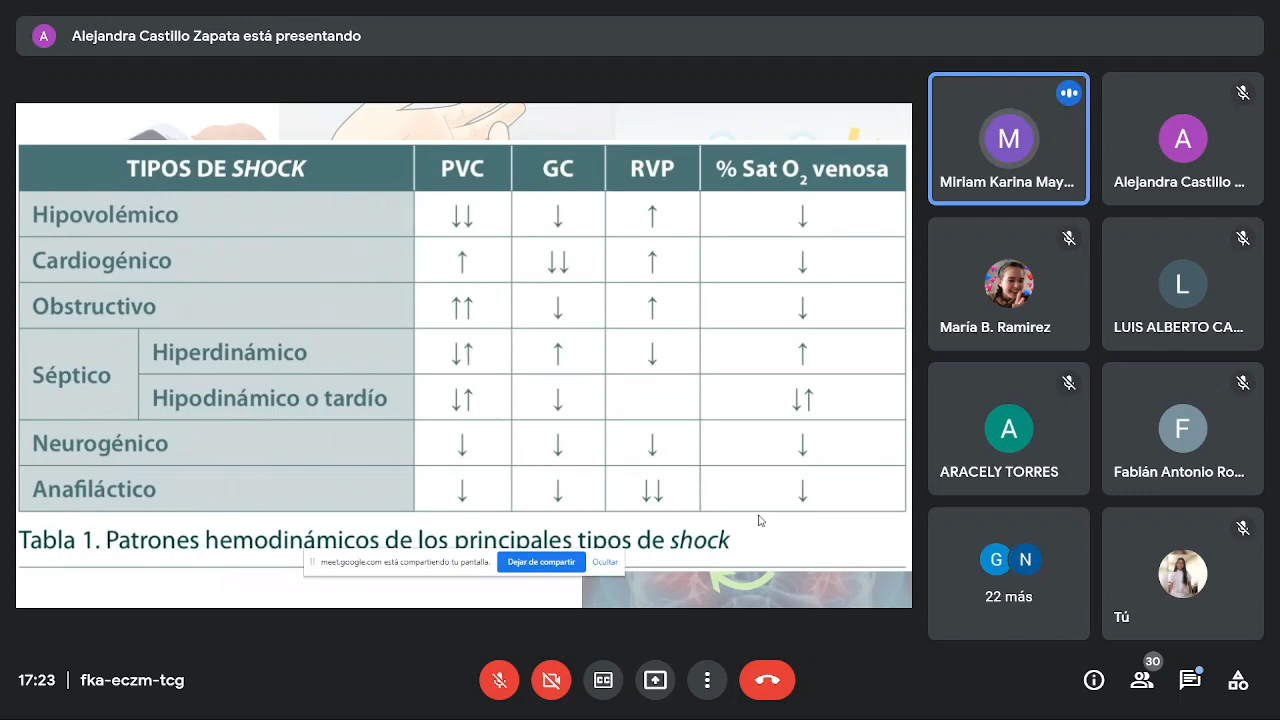 A Alejandra Castillo Zapata está presentando
TIPOS DE SHOCK PVC GC RVP % Sat O2 venosa
Hipovolémico ↓↓ ↓ ↑ ↓
Cardiogénico ↑ ↓↓ ↑ ↓
Obstructivo ↑↑ ↓ ↑ ↓
Séptico
Hiperdinámico ↓↑ ↑ ↓ ↑
Hipodinámico o tardío ↓↑ ↓ ↓↑
Neurogénico ↓ ↓ ↓ ↓
Anafiláctico ↓ ↓ ↓↓ ↓
Tabla 1. Patrones hemodinámicos de los principales tipos de shock
meet.google.com está compartiendo tu pantalla. Dejar de compartir Ocultar
M
Miriam Karina May...
A
Alejandra Castillo ...
María B. Ramirez
L
LUIS ALBERTO CA...
A
ARACELY TORRES
F
Fabián Antonio Ro...
G N
22 más
Tú
17:23 | fka-eczm-tcg
30